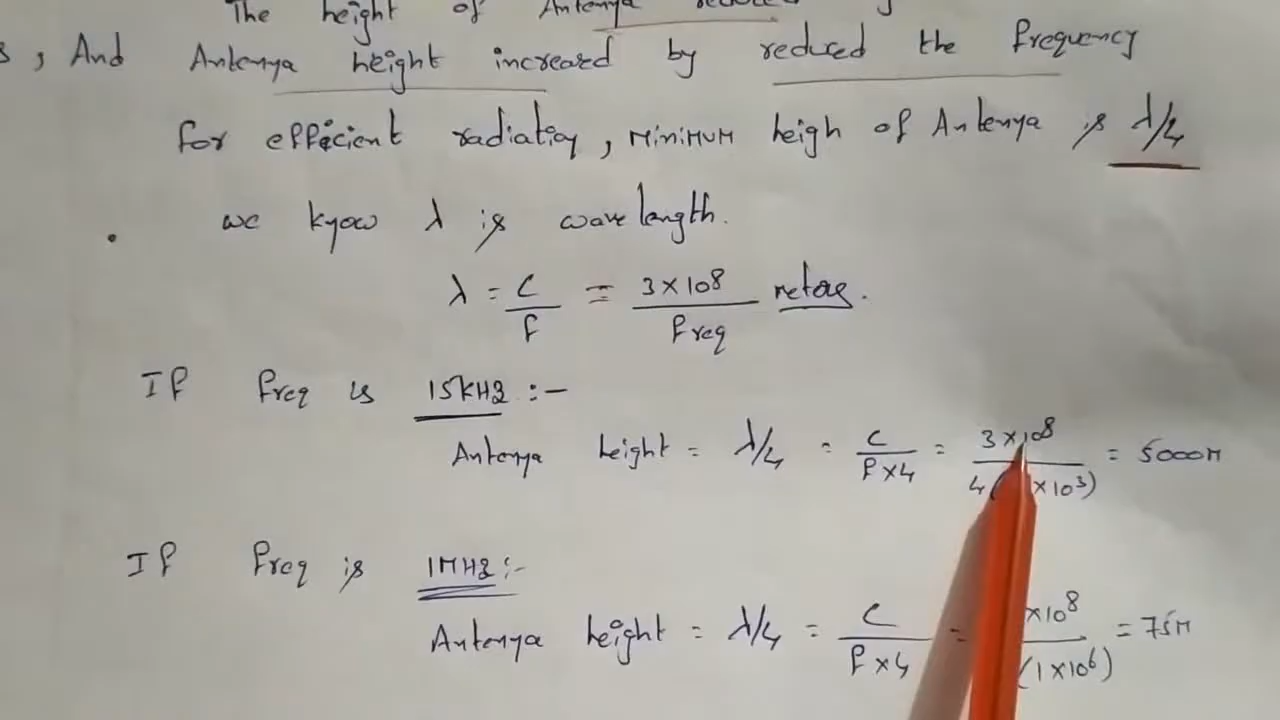 The height of Antenna
s, And Antenna height increased by reduced the frequency
for efficient radiation, minimum heigh of Antenna is λ/4
we know λ is wavelength.
λ = C/F = 3×10⁸/Freq meters.
If freq is 15KHz :-
Antenna height = λ/4 = C/F×4 = 3×10⁸/4( ×10³) = 5000M
If freq is 1MHz :-
Antenna height = λ/4 = C/F×4 = ×10⁸/(1×10⁶) = 75M